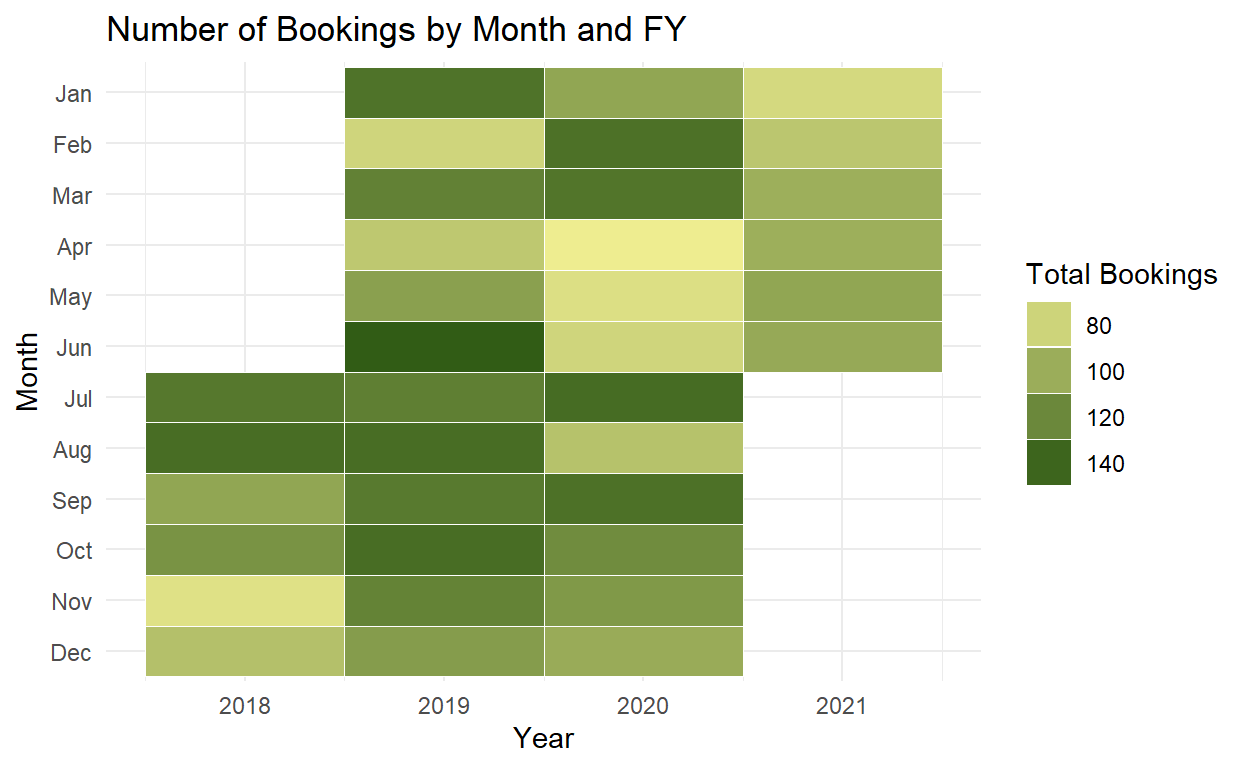 Number of Bookings by Month and FY
Month
Jan
Feb
Mar
Apr
May
Jun
Jul
Aug
Sep
Oct
Nov
Dec
2018 2019 2020 2021
Year
Total Bookings
80
100
120
140